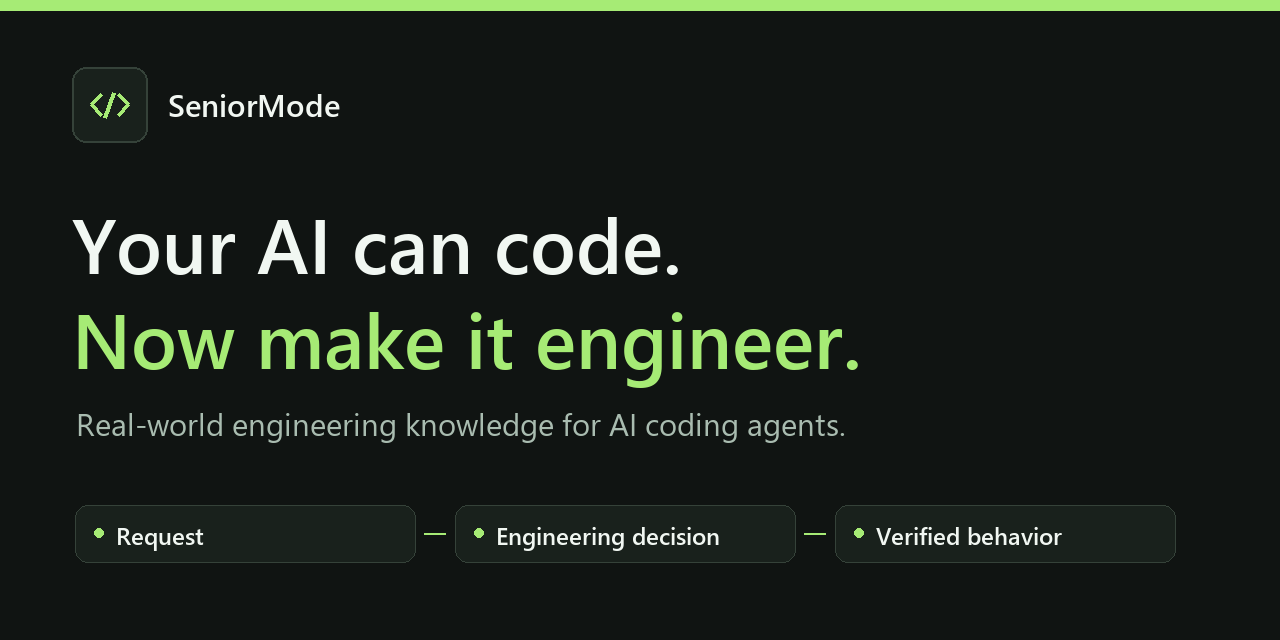 </>
SeniorMode
Your AI can code.
Now make it engineer.
Real-world engineering knowledge for AI coding agents.
Request
Engineering decision
Verified behavior